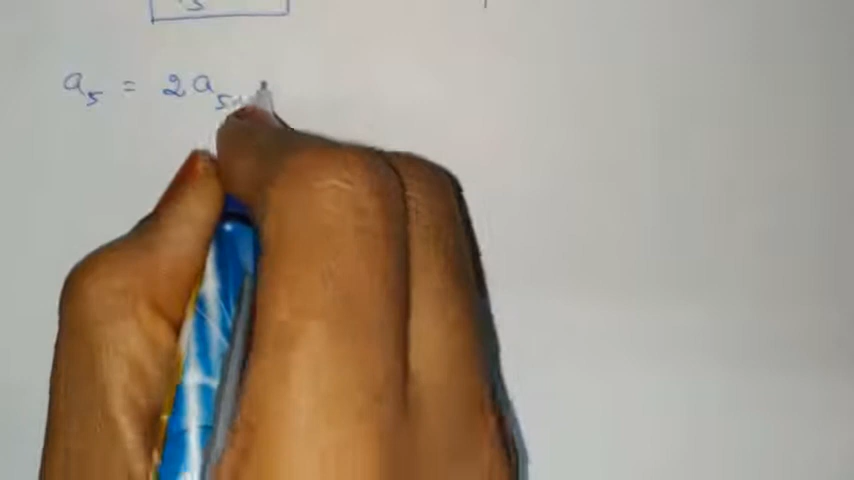 a₅ = 2a₅